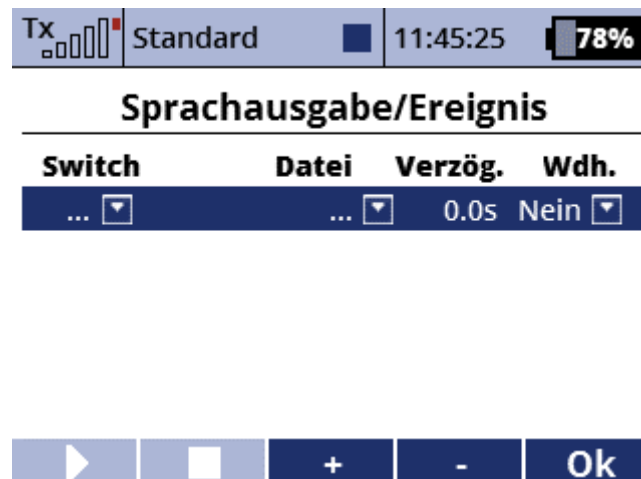 Tx Standard 11:45:25 78%
Sprachausgabe/Ereignis
Switch Datei Verzög. Wdh.
... ... 0.0s Nein
+ - Ok